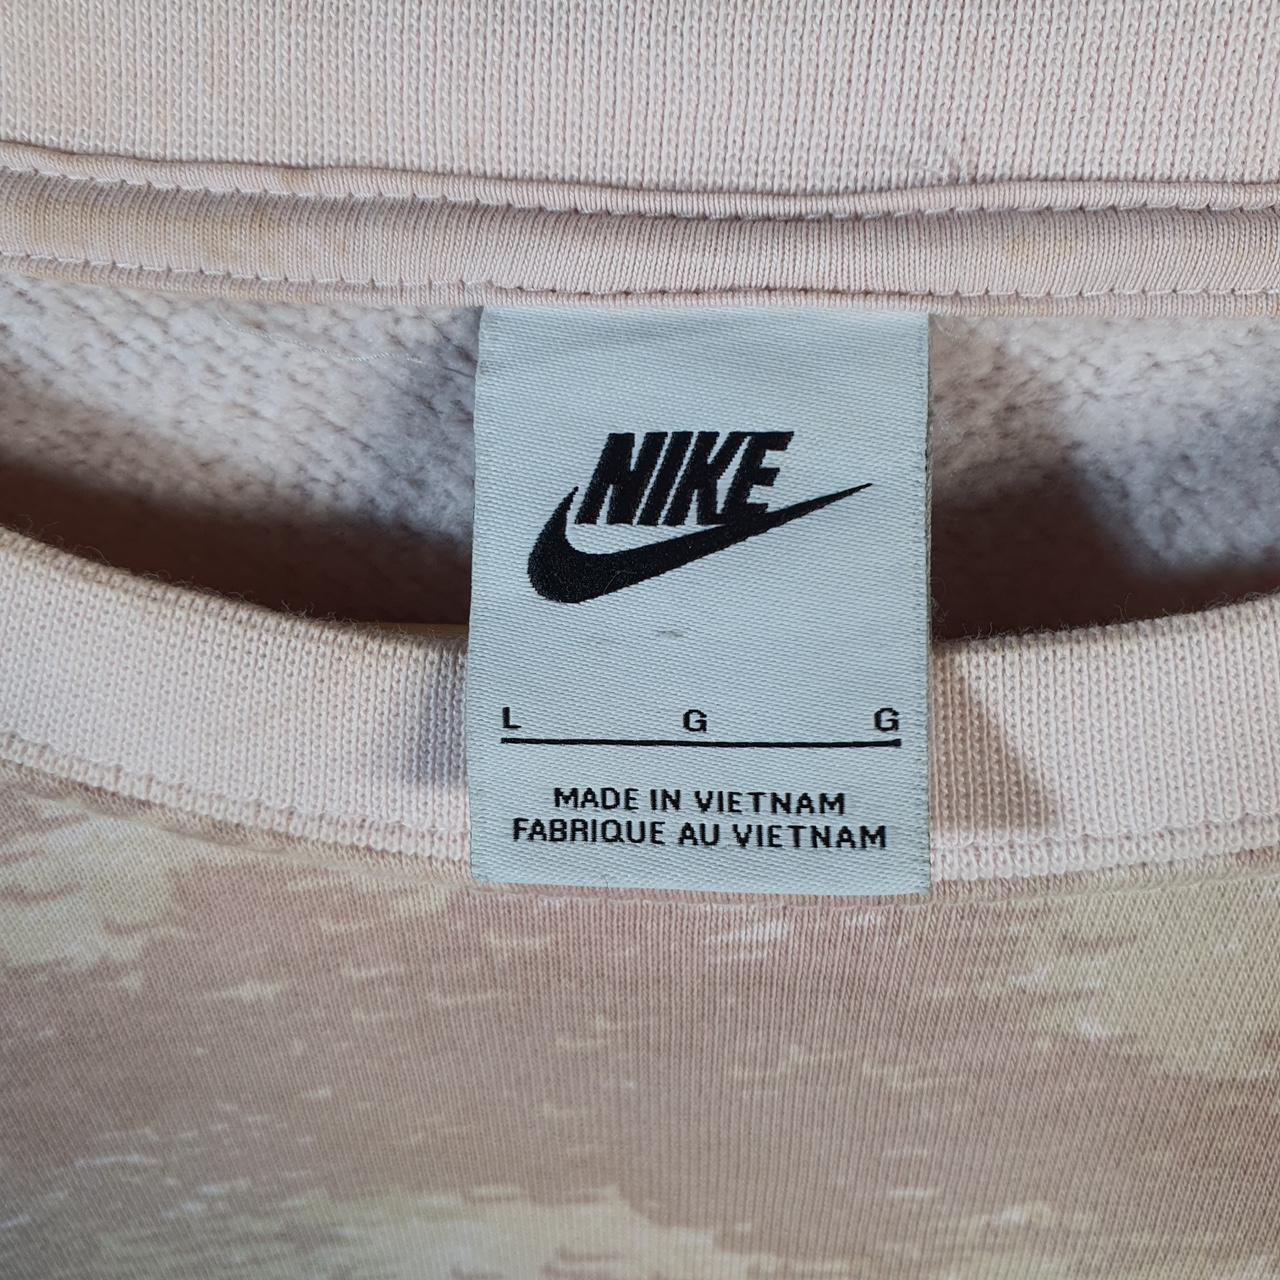 NIKE
L G G
MADE IN VIETNAM
FABRIQUE AU VIETNAM